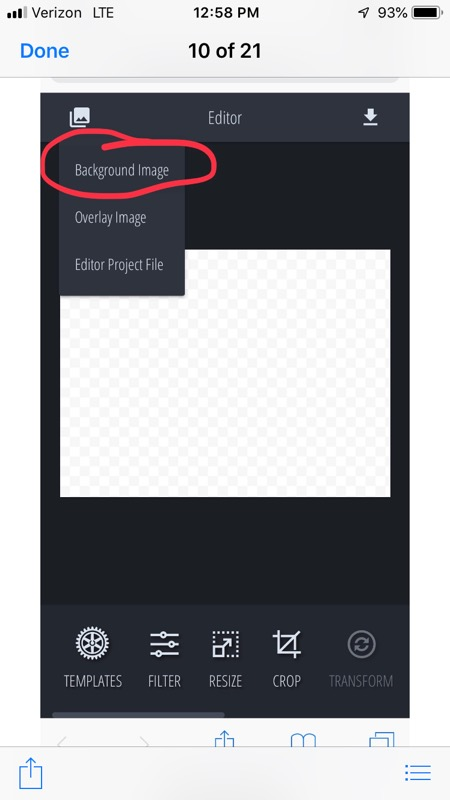 Verizon LTE 12:58 PM 93%
Done 10 of 21
Editor
Background Image
Overlay Image
Editor Project File
TEMPLATES FILTER RESIZE CROP TRANSFORM